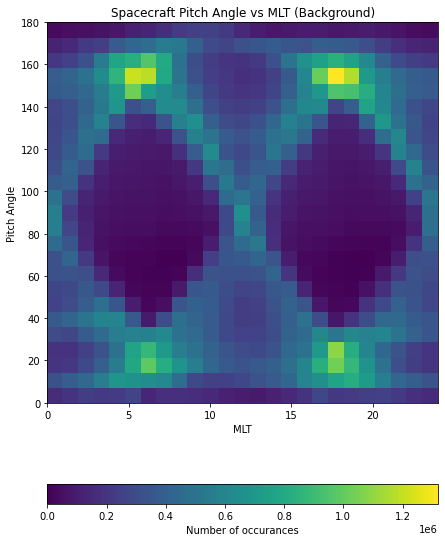 Spacecraft Pitch Angle vs MLT (Background)
180
160
140
120
100
80
60
40
20
0
Pitch Angle
0 5 10 15 20
MLT
0.0 0.2 0.4 0.6 0.8 1.0 1.2
1e6
Number of occurances